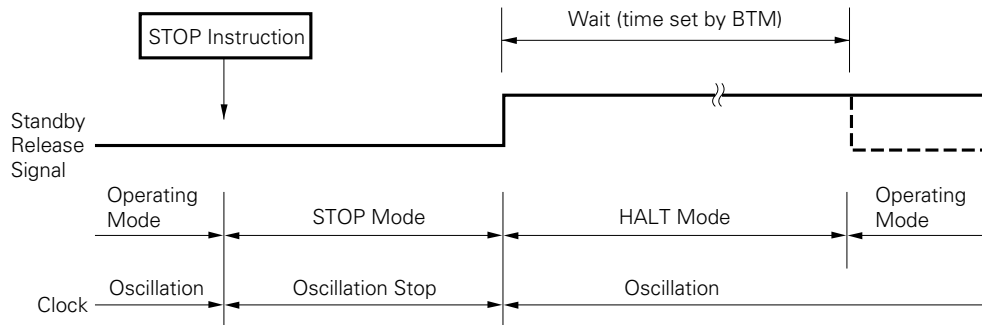 Wait (time set by BTM)
STOP Instruction
Standby
Release
Signal
Operating
Mode
STOP Mode
HALT Mode
Operating
Mode
Clock
Oscillation
Oscillation Stop
Oscillation